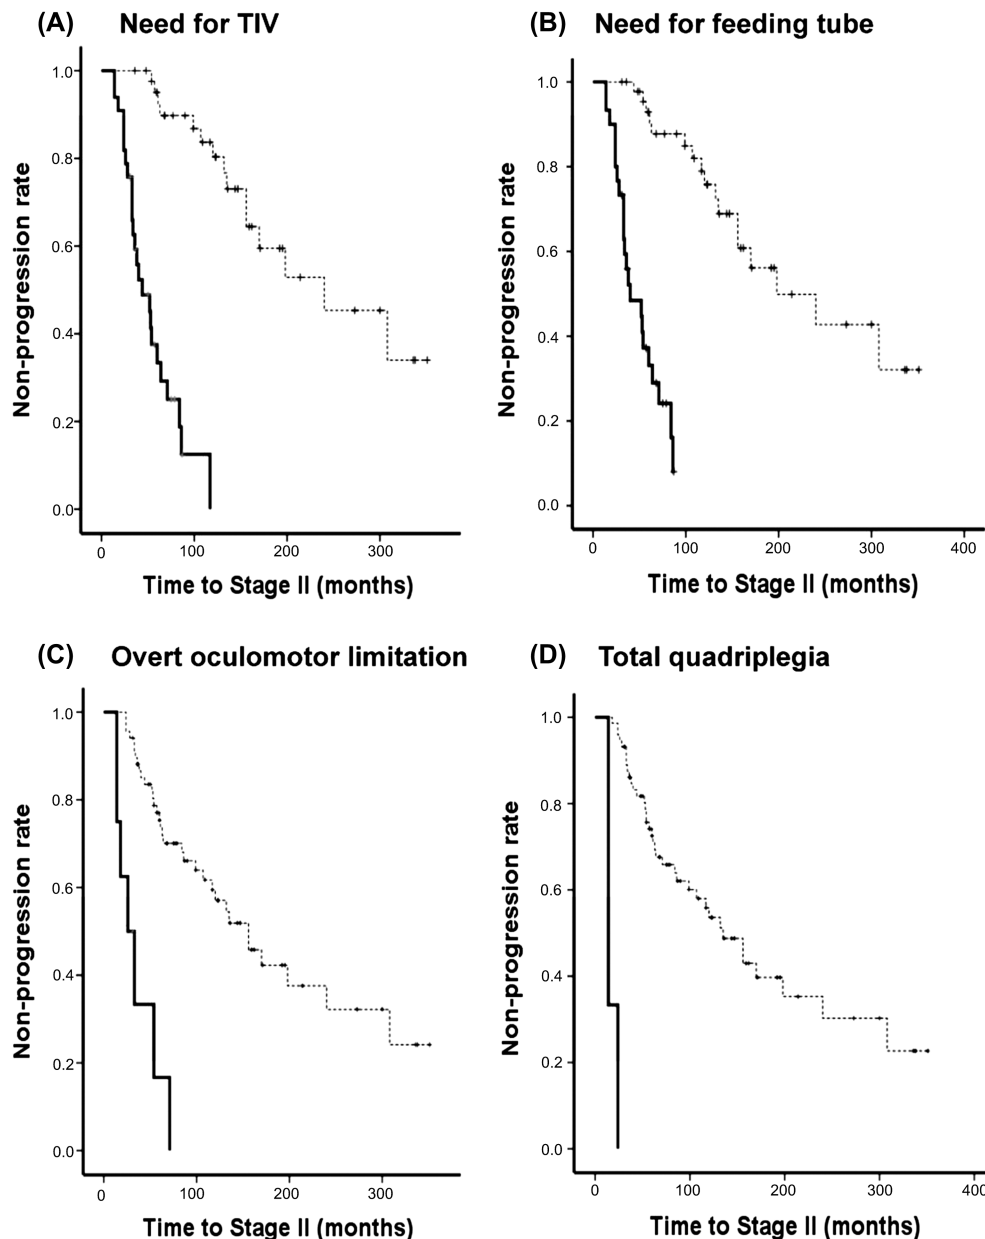 (A) Need for TIV
Non-progression rate
1.0
0.8
0.6
0.4
0.2
0.0
0 100 200 300
Time to Stage II (months)
(B) Need for feeding tube
Non-progression rate
1.0
0.8
0.6
0.4
0.2
0.0
0 100 200 300 400
Time to Stage II (months)
(C) Overt oculomotor limitation
Non-progression rate
1.0
0.8
0.6
0.4
0.2
0.0
0 100 200 300
Time to Stage II (months)
(D) Total quadriplegia
Non-progression rate
1.0
0.8
0.6
0.4
0.2
0.0
0 100 200 300 400
Time to Stage II (months)